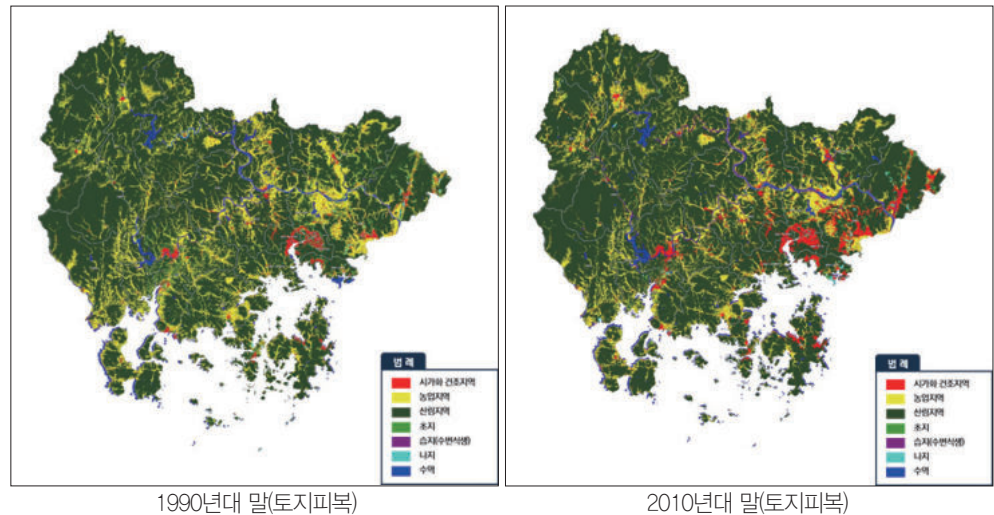 범 례
시가화 건조지역
농업지역
산림지역
초지
습지(수변식생)
나지
수역
범 례
시가화 건조지역
농업지역
산림지역
초지
습지(수변식생)
나지
수역
1990년대 말(토지피복)
2010년대 말(토지피복)